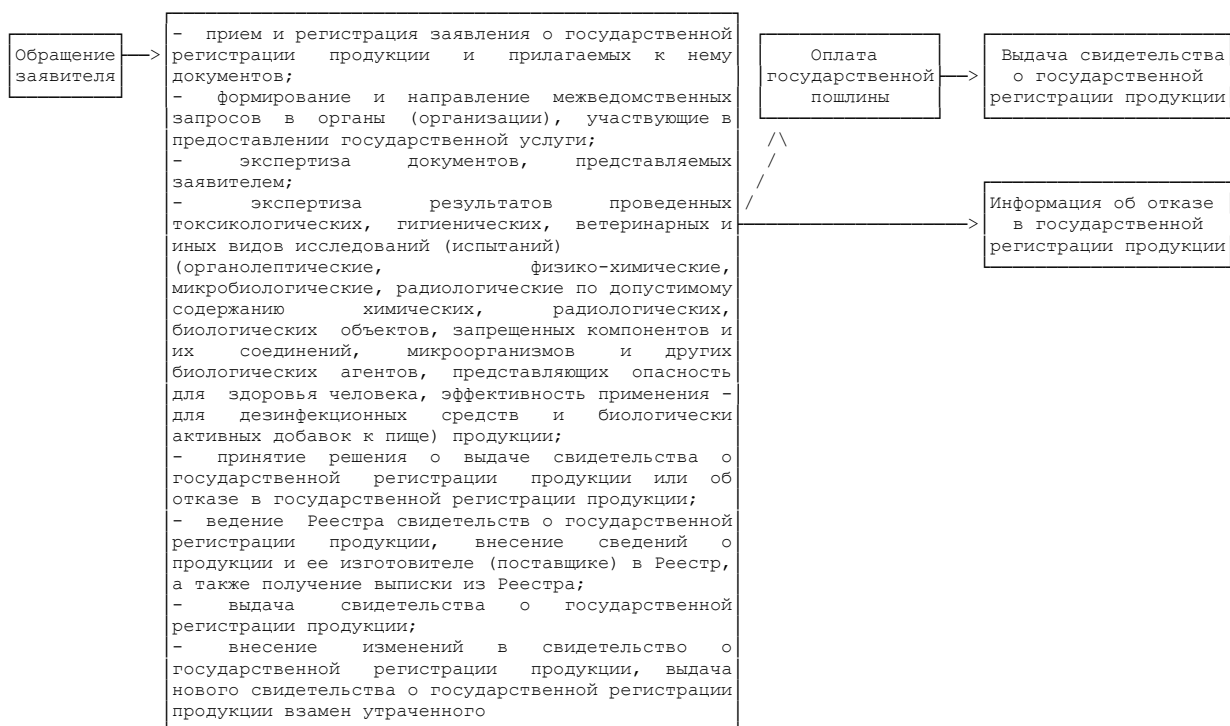 Обращение
заявителя
- прием и регистрация заявления о государственной
регистрации продукции и прилагаемых к нему
документов;
- формирование и направление межведомственных
запросов в органы (организации), участвующие в
предоставлении государственной услуги;
- экспертиза документов, представляемых
заявителем;
- экспертиза результатов проведенных
токсикологических, гигиенических, ветеринарных и
иных видов исследований (испытаний)
(органолептические, физико-химические,
микробиологические, радиологические по допустимому
содержанию химических, радиологических,
биологических объектов, запрещенных компонентов и
их соединений, микроорганизмов и других
биологических агентов, представляющих опасность
для здоровья человека, эффективность применения -
для дезинфекционных средств и биологически
активных добавок к пище) продукции;
- принятие решения о выдаче свидетельства о
государственной регистрации продукции или об
отказе в государственной регистрации продукции;
- ведение Реестра свидетельств о государственной
регистрации продукции, внесение сведений о
продукции и ее изготовителе (поставщике) в Реестр,
а также получение выписки из Реестра;
- выдача свидетельства о государственной
регистрации продукции;
- внесение изменений в свидетельство о
государственной регистрации продукции, выдача
нового свидетельства о государственной регистрации
продукции взамен утраченного
Оплата
государственной
пошлины
Выдача свидетельства
о государственной
регистрации продукции
Информация об отказе
в государственной
регистрации продукции